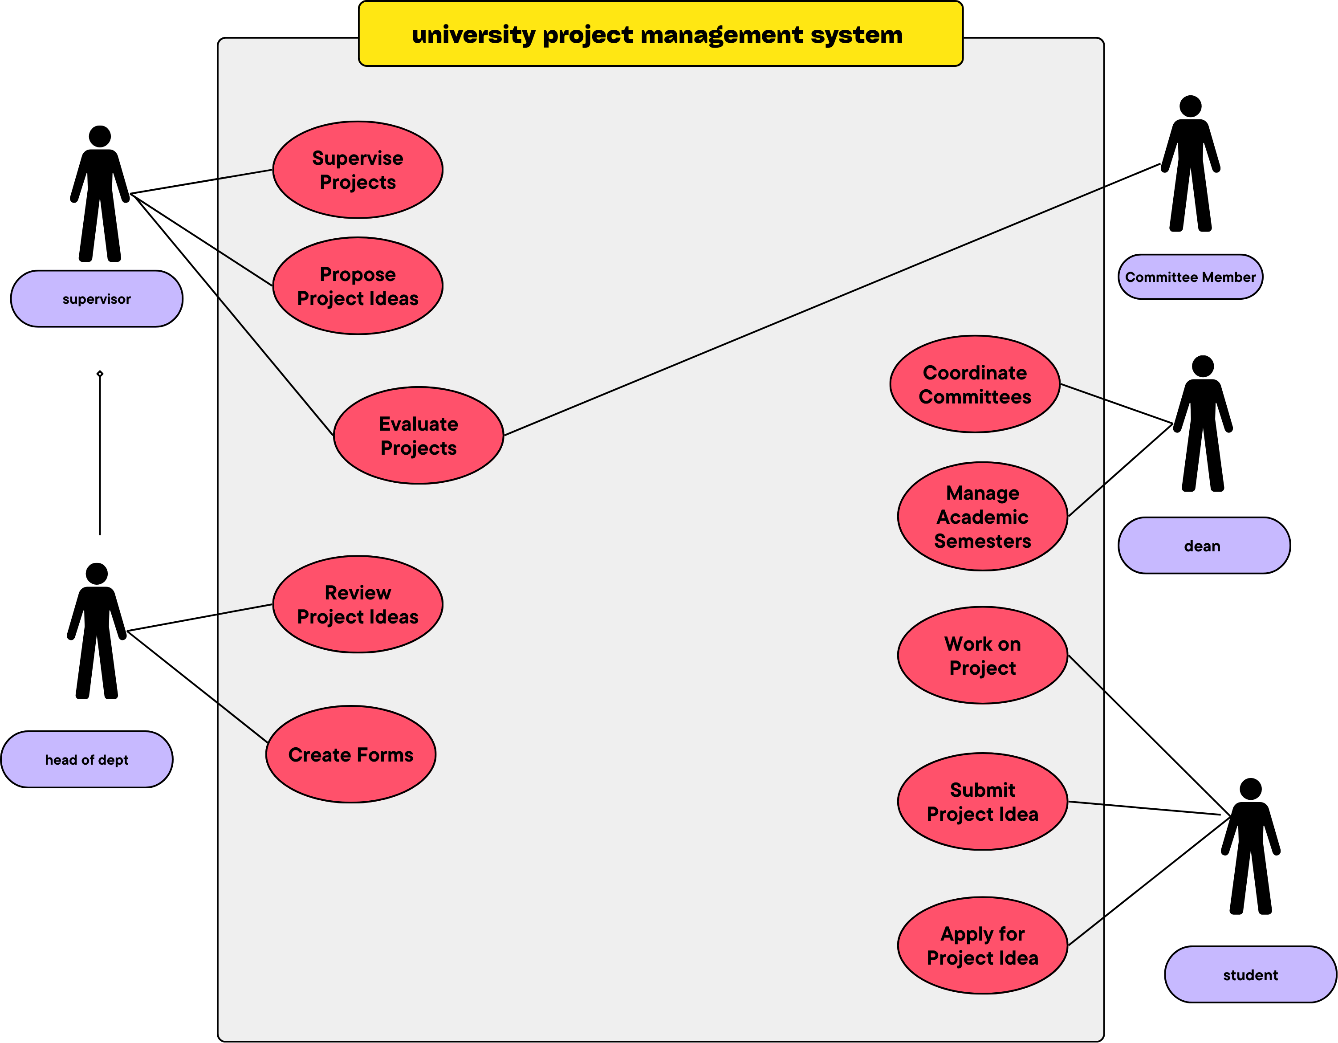 university project management system
Supervise
Projects
Propose
Project Ideas
supervisor
Evaluate
Projects
Review
Project Ideas
Create Forms
head of dept
Committee Member
Coordinate
Committees
Manage
Academic
Semesters
dean
Work on
Project
Submit
Project Idea
Apply for
Project Idea
student